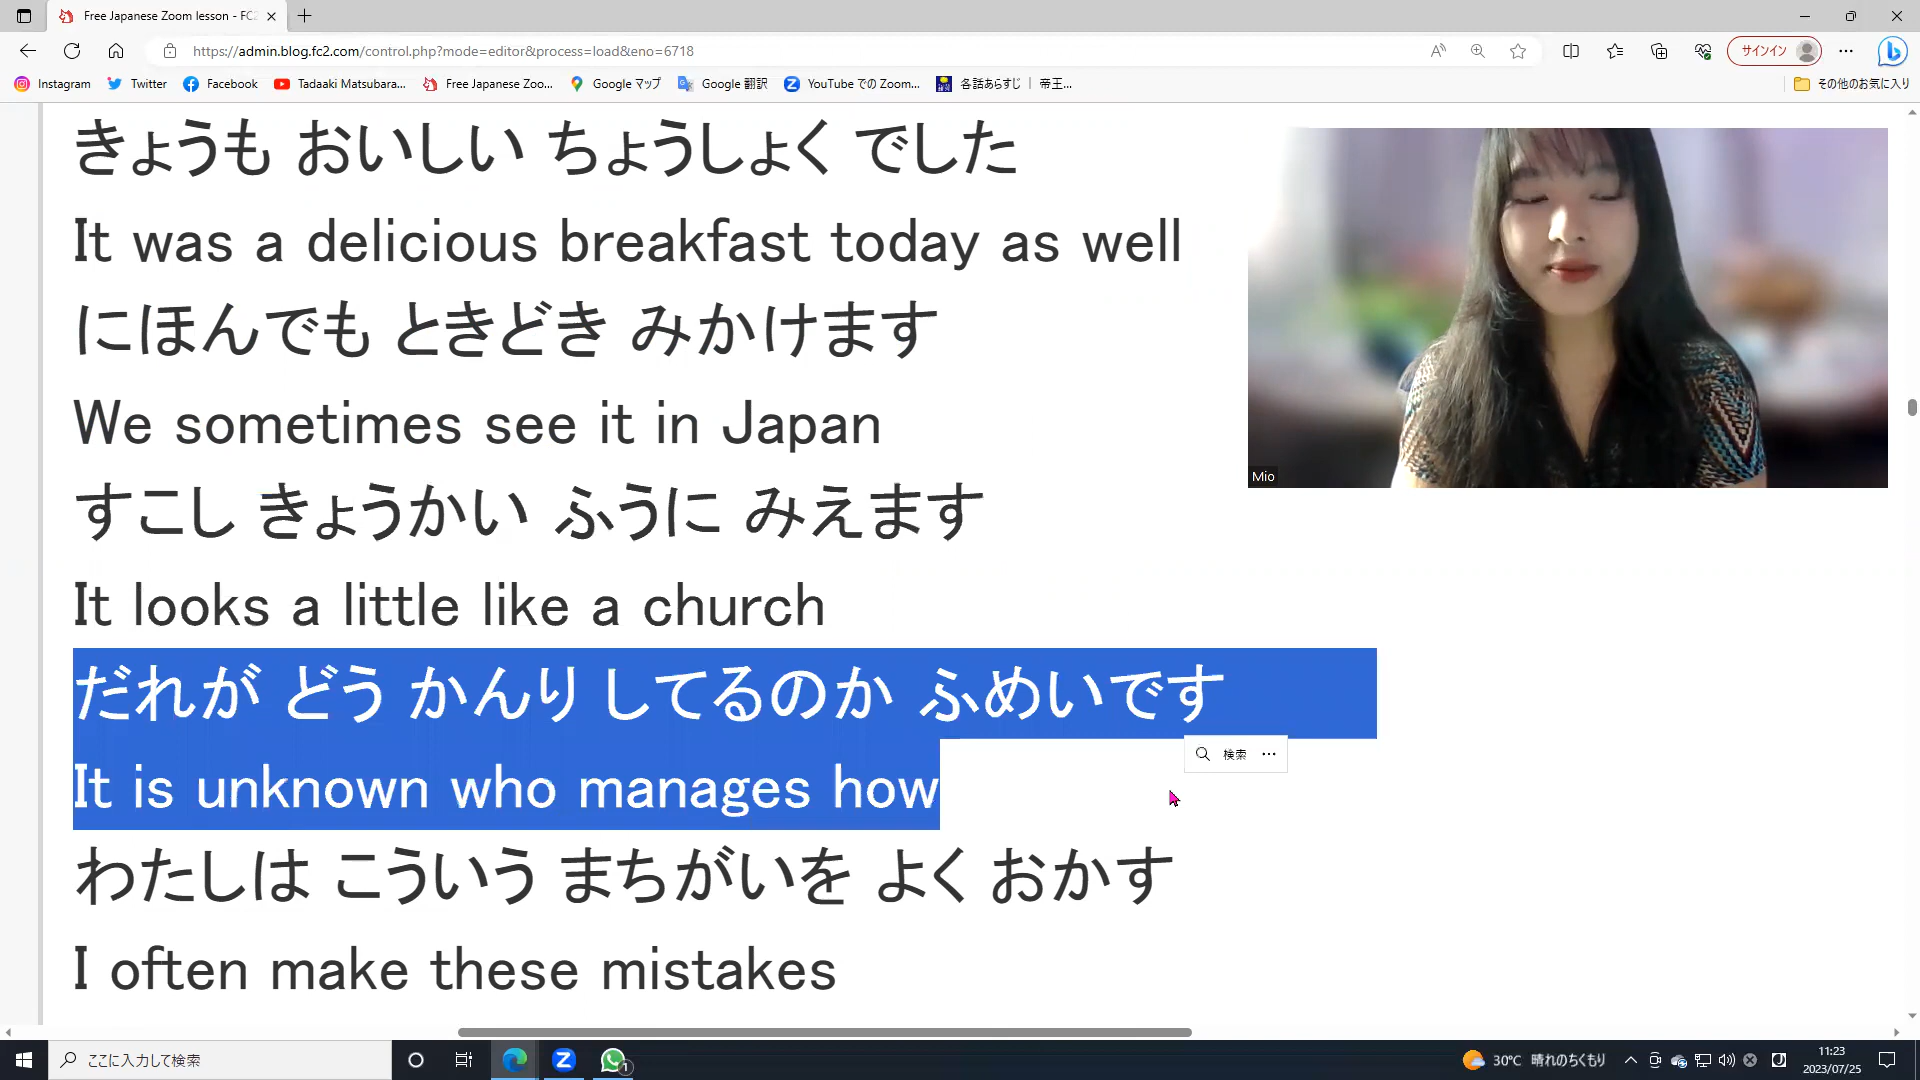 Free Japanese Zoom lesson - FC2
https://admin.blog.fc2.com/control.php?mode=editor&process=load&eno=6718
サインイン
Instagram
Twitter
Facebook
Tadaaki Matsubara...
Free Japanese Zoo...
Google マップ
Google 翻訳
YouTube での Zoom...
各話あらすじ | 帝王...
その他のお気に入り
きょうも おいしい ちょうしょく でした
It was a delicious breakfast today as well
にほんでも ときどき みかけます
We sometimes see it in Japan
すこし きょうかい ふうに みえます
It looks a little like a church
だれが どう かんり してるのか ふめいです
It is unknown who manages how
わたしは こういう まちがいを よく おかす
I often make these mistakes
Mio
検索
ここに入力して検索
30°C 晴れのちくもり
11:23
2023/07/25